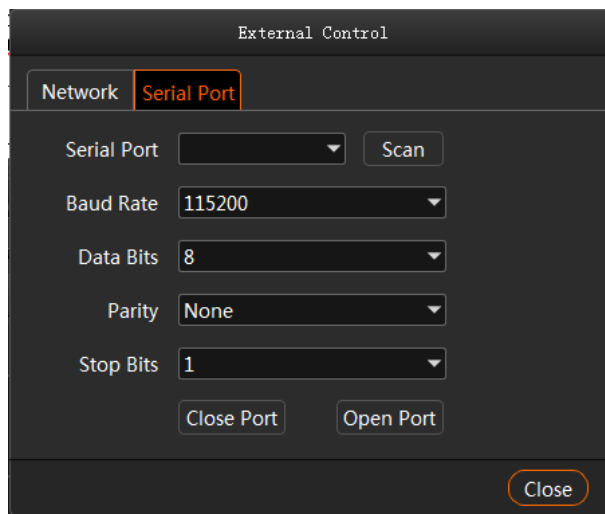 External Control
Network Serial Port
Serial Port Scan
Baud Rate 115200
Data Bits 8
Parity None
Stop Bits 1
Close Port Open Port
Close